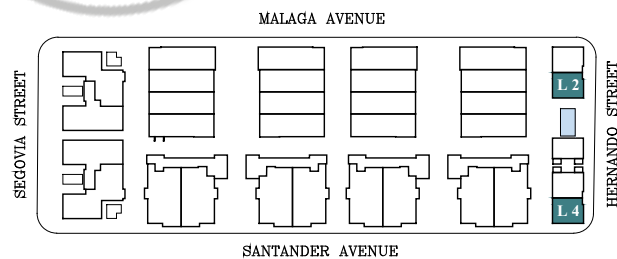 MALAGA AVENUE
SEGOVIA STREET
HERNANDO STREET
L 2
L 4
SANTANDER AVENUE